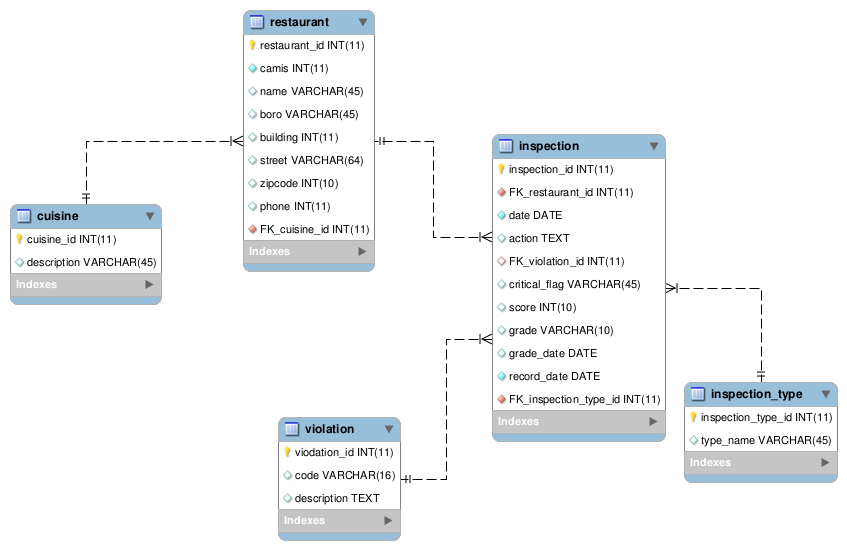 restaurant
restaurant_id INT(11)
camis INT(11)
name VARCHAR(45)
boro VARCHAR(45)
building INT(11)
street VARCHAR(64)
zipcode INT(10)
phone INT(11)
FK_cuisine_id INT(11)
Indexes
cuisine
cuisine_id INT(11)
description VARCHAR(45)
Indexes
inspection
inspection_id INT(11)
FK_restaurant_id INT(11)
date DATE
action TEXT
FK_violation_id INT(11)
critical_flag VARCHAR(45)
score INT(10)
grade VARCHAR(10)
grade_date DATE
record_date DATE
FK_inspection_type_id INT(11)
Indexes
violation
viodation_id INT(11)
code VARCHAR(16)
description TEXT
Indexes
inspection_type
inspection_type_id INT(11)
type_name VARCHAR(45)
Indexes